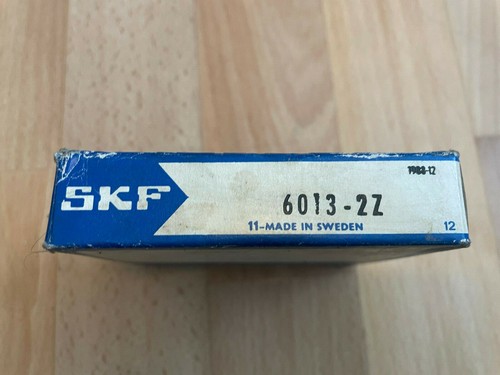 1988-12
SKF
6013-2Z
11-MADE IN SWEDEN
12